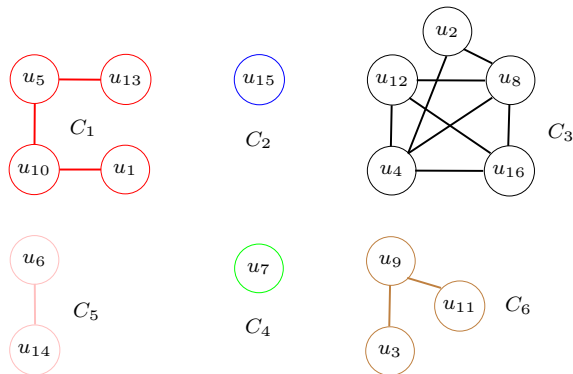 u₂
u₅ u₁₃ u₁₅ u₁₂ u₈
C₁ C₂ C₃
u₁₀ u₁ u₄ u₁₆
u₆ u₇ u₉
C₅ C₄ u₁₁ C₆
u₁₄ u₃